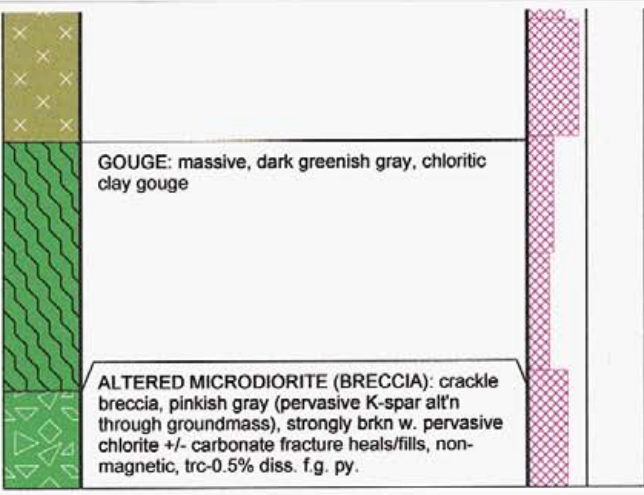 GOUGE: massive, dark greenish gray, chloritic
clay gouge
ALTERED MICRODIORITE (BRECCIA): crackle
breccia, pinkish gray (pervasive K-spar alt'n
through groundmass), strongly brkn w. pervasive
chlorite +/- carbonate fracture heals/fills, non-
magnetic, trc-0.5% diss. f.g. py.